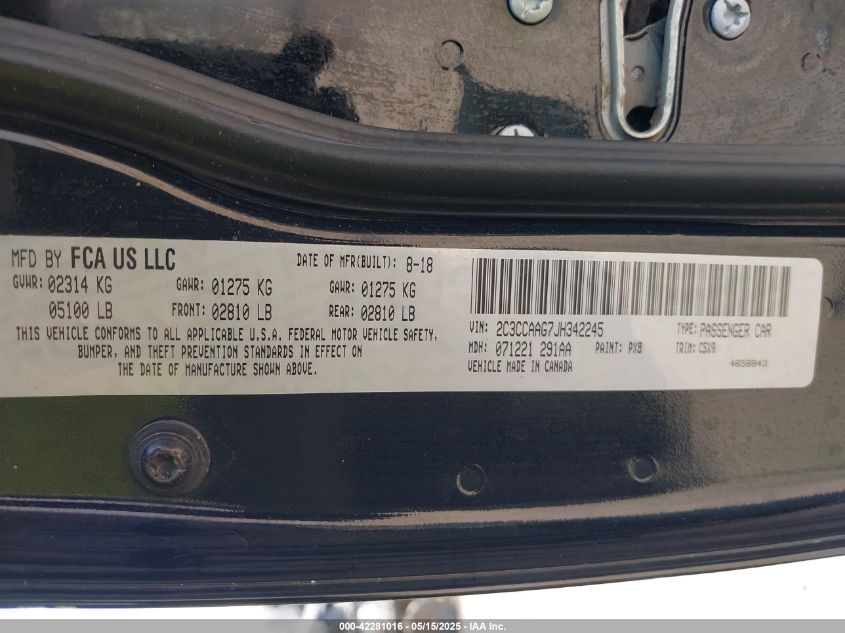 MFD BY FCA US LLC DATE OF MFR(BUILT): 8-18
GVWR: 02314 KG GAWR: 01275 KG GAWR: 01275 KG
05100 LB FRONT: 02810 LB REAR: 02810 LB
THIS VEHICLE CONFORMS TO ALL APPLICABLE U.S.A. FEDERAL MOTOR VEHICLE SAFETY,
BUMPER, AND THEFT PREVENTION STANDARDS IN EFFECT ON
THE DATE OF MANUFACTURE SHOWN ABOVE.
VIN: 2C3CCAAG7JH342245 TYPE: PASSENGER CAR
MDH: 071221 291AA PAINT: PX8 TRIM: C5X9
VEHICLE MADE IN CANADA 4658843
000-42281016 - 05/15/2025 - IAA Inc.